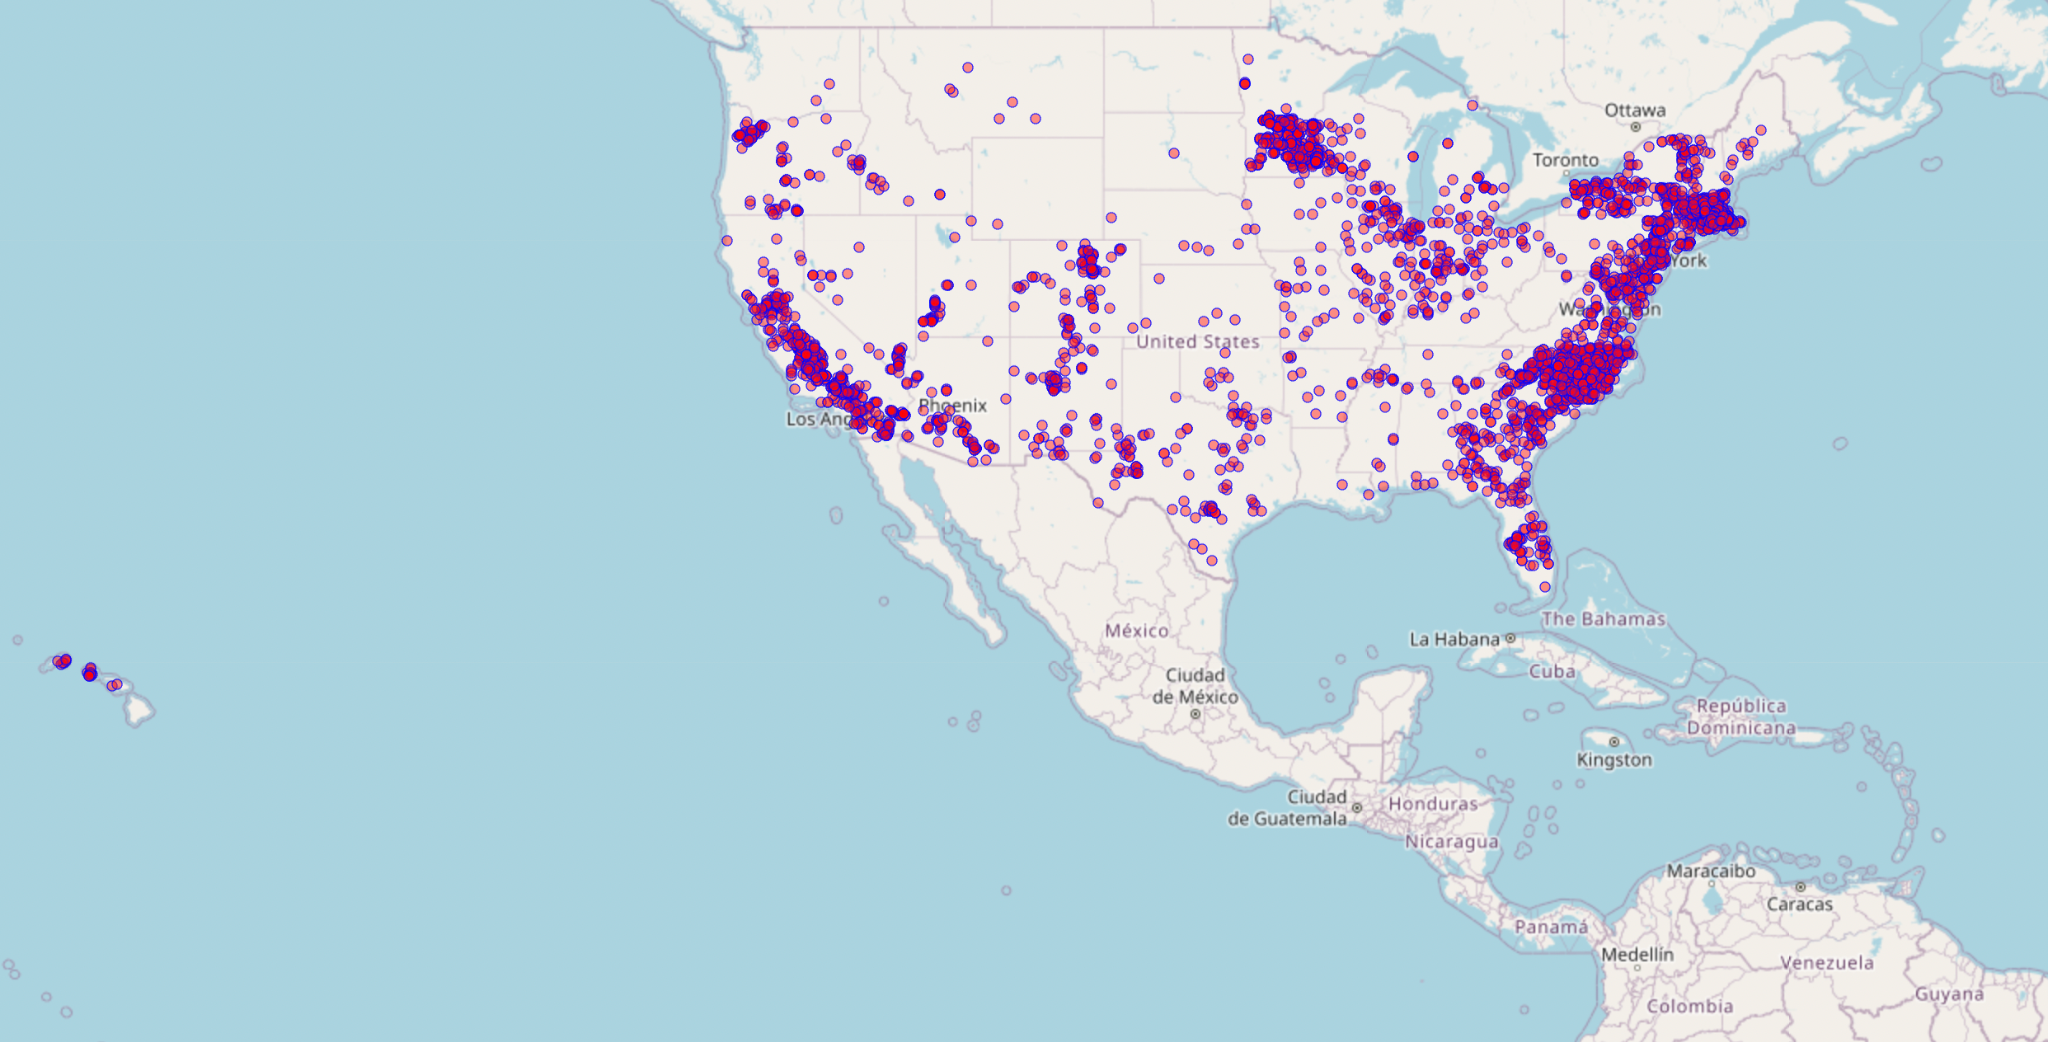 Ottawa
Toronto
York
Washington
United States
Phoenix
Los Ang
The Bahamas
La Habana
México
Cuba
Ciudad
de México
República
Dominicana
Kingston
Ciudad
de Guatemala
Honduras
Nicaragua
Maracaibo
Caracas
Panamá
Medellín
Venezuela
Guyana
Colombia